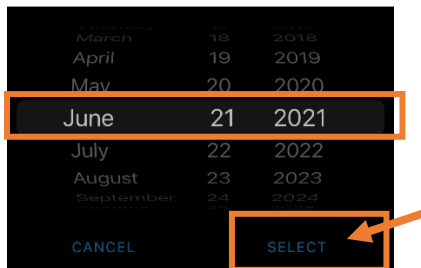 March 18 2018
April 19 2019
May 20 2020
June 21 2021
July 22 2022
August 23 2023
September 24 2024
CANCEL SELECT